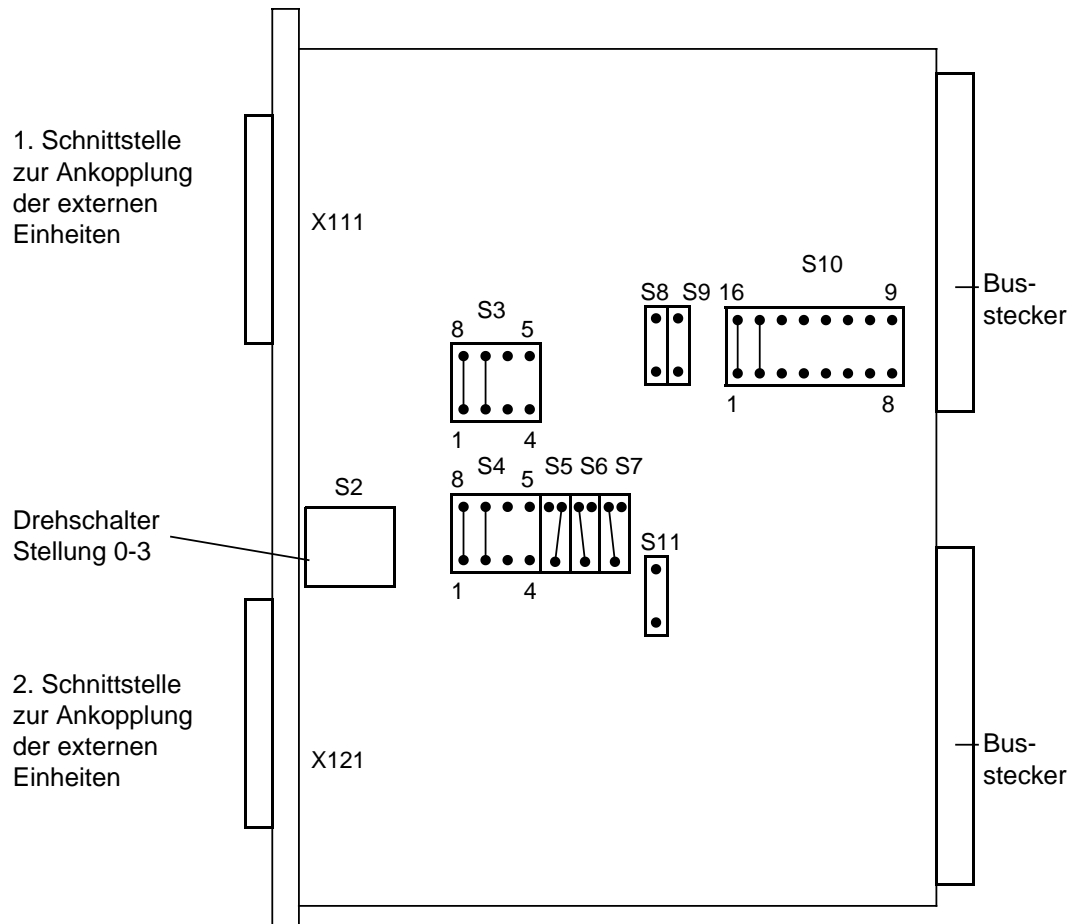 1. Schnittstelle
zur Ankopplung
der externen
Einheiten
X111
S10
S8 S9 16 9
Bus-
stecker
S3
8 5
1 8
1 4
S4 S5 S6 S7
8 5
S2
Drehschalter
Stellung 0-3
S11
1 4
2. Schnittstelle
zur Ankopplung
der externen
Einheiten
X121
Bus-
stecker